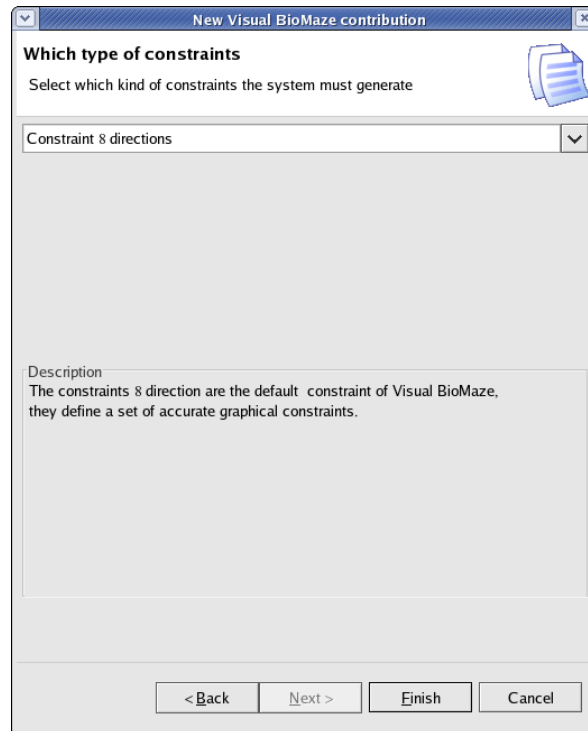 New Visual BioMaze contribution
Which type of constraints
Select which kind of constraints the system must generate
Constraint 8 directions
Description
The constraints 8 direction are the default  constraint of Visual BioMaze,
they define a set of accurate graphical constraints.
< Back
Next >
Finish
Cancel